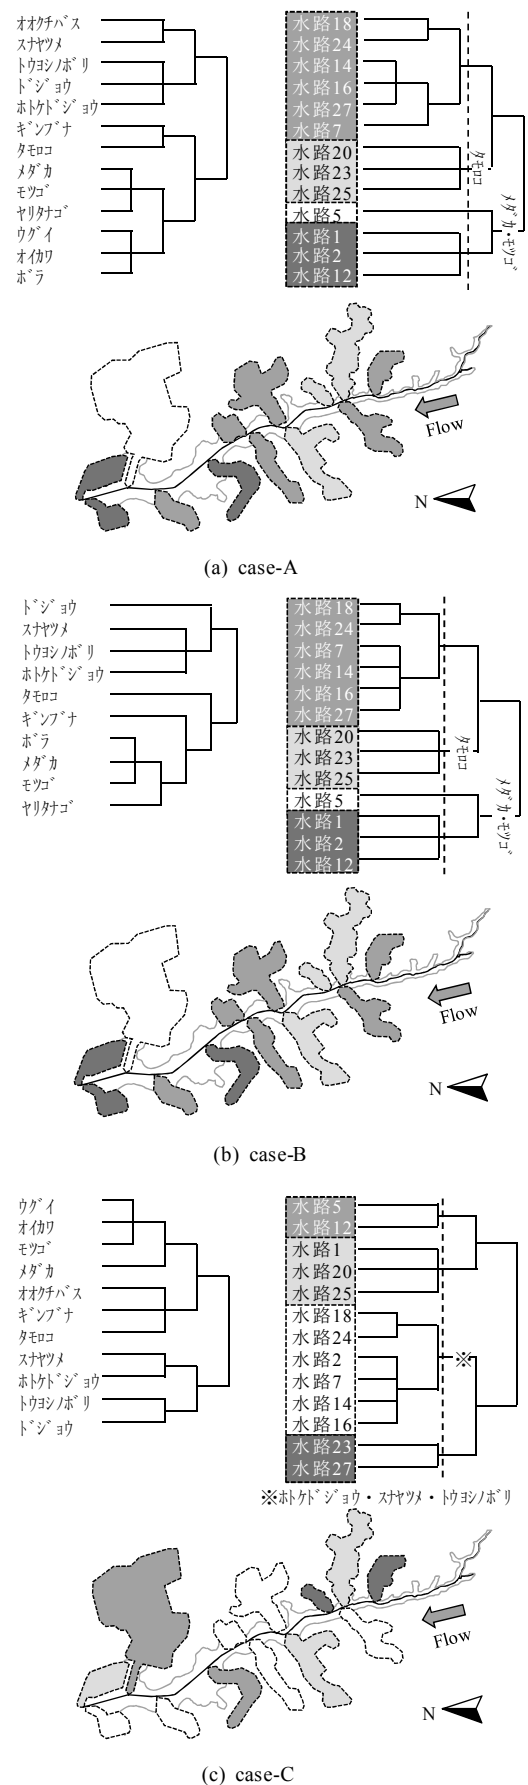 オオクチバス
スナヤツメ
トウヨシノボリ
ドジョウ
ホトケドジョウ
ギンブナ
タモロコ
メダカ
モツゴ
ヤリタナゴ
ウグイ
オイカワ
ボラ
水路18
水路24
水路14
水路16
水路27
水路7
水路20
水路23
水路25
水路5
水路1
水路2
水路12
タモロコ
メダカ・モツゴ
Flow
N
(a) case-A
ドジョウ
スナヤツメ
トウヨシノボリ
ホトケドジョウ
タモロコ
ギンブナ
ボラ
メダカ
モツゴ
ヤリタナゴ
水路18
水路24
水路7
水路14
水路16
水路27
水路20
水路23
水路25
水路5
水路1
水路2
水路12
タモロコ
メダカ・モツゴ
Flow
N
(b) case-B
ウグイ
オイカワ
モツゴ
メダカ
オオクチバス
ギンブナ
タモロコ
スナヤツメ
ホトケドジョウ
トウヨシノボリ
ドジョウ
水路5
水路12
水路1
水路20
水路25
水路18
水路24
水路2
水路7
水路14
水路16
水路23
水路27
※
※ホトケドジョウ・スナヤツメ・トウヨシノボリ
Flow
N
(c) case-C